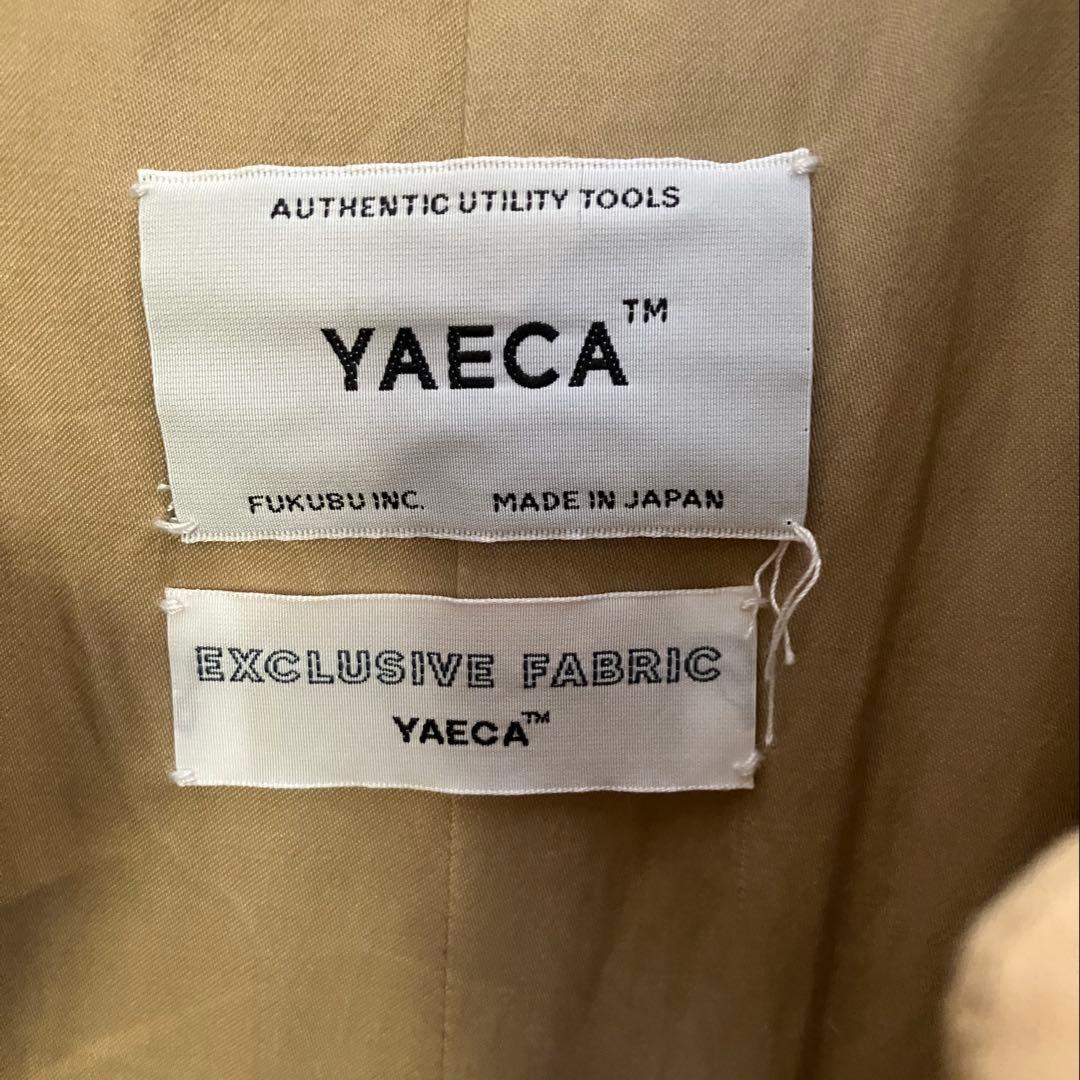 AUTHENTIC UTILITY TOOLS
YAECA™
FUKUBU INC. MADE IN JAPAN
EXCLUSIVE FABRIC
YAECA™